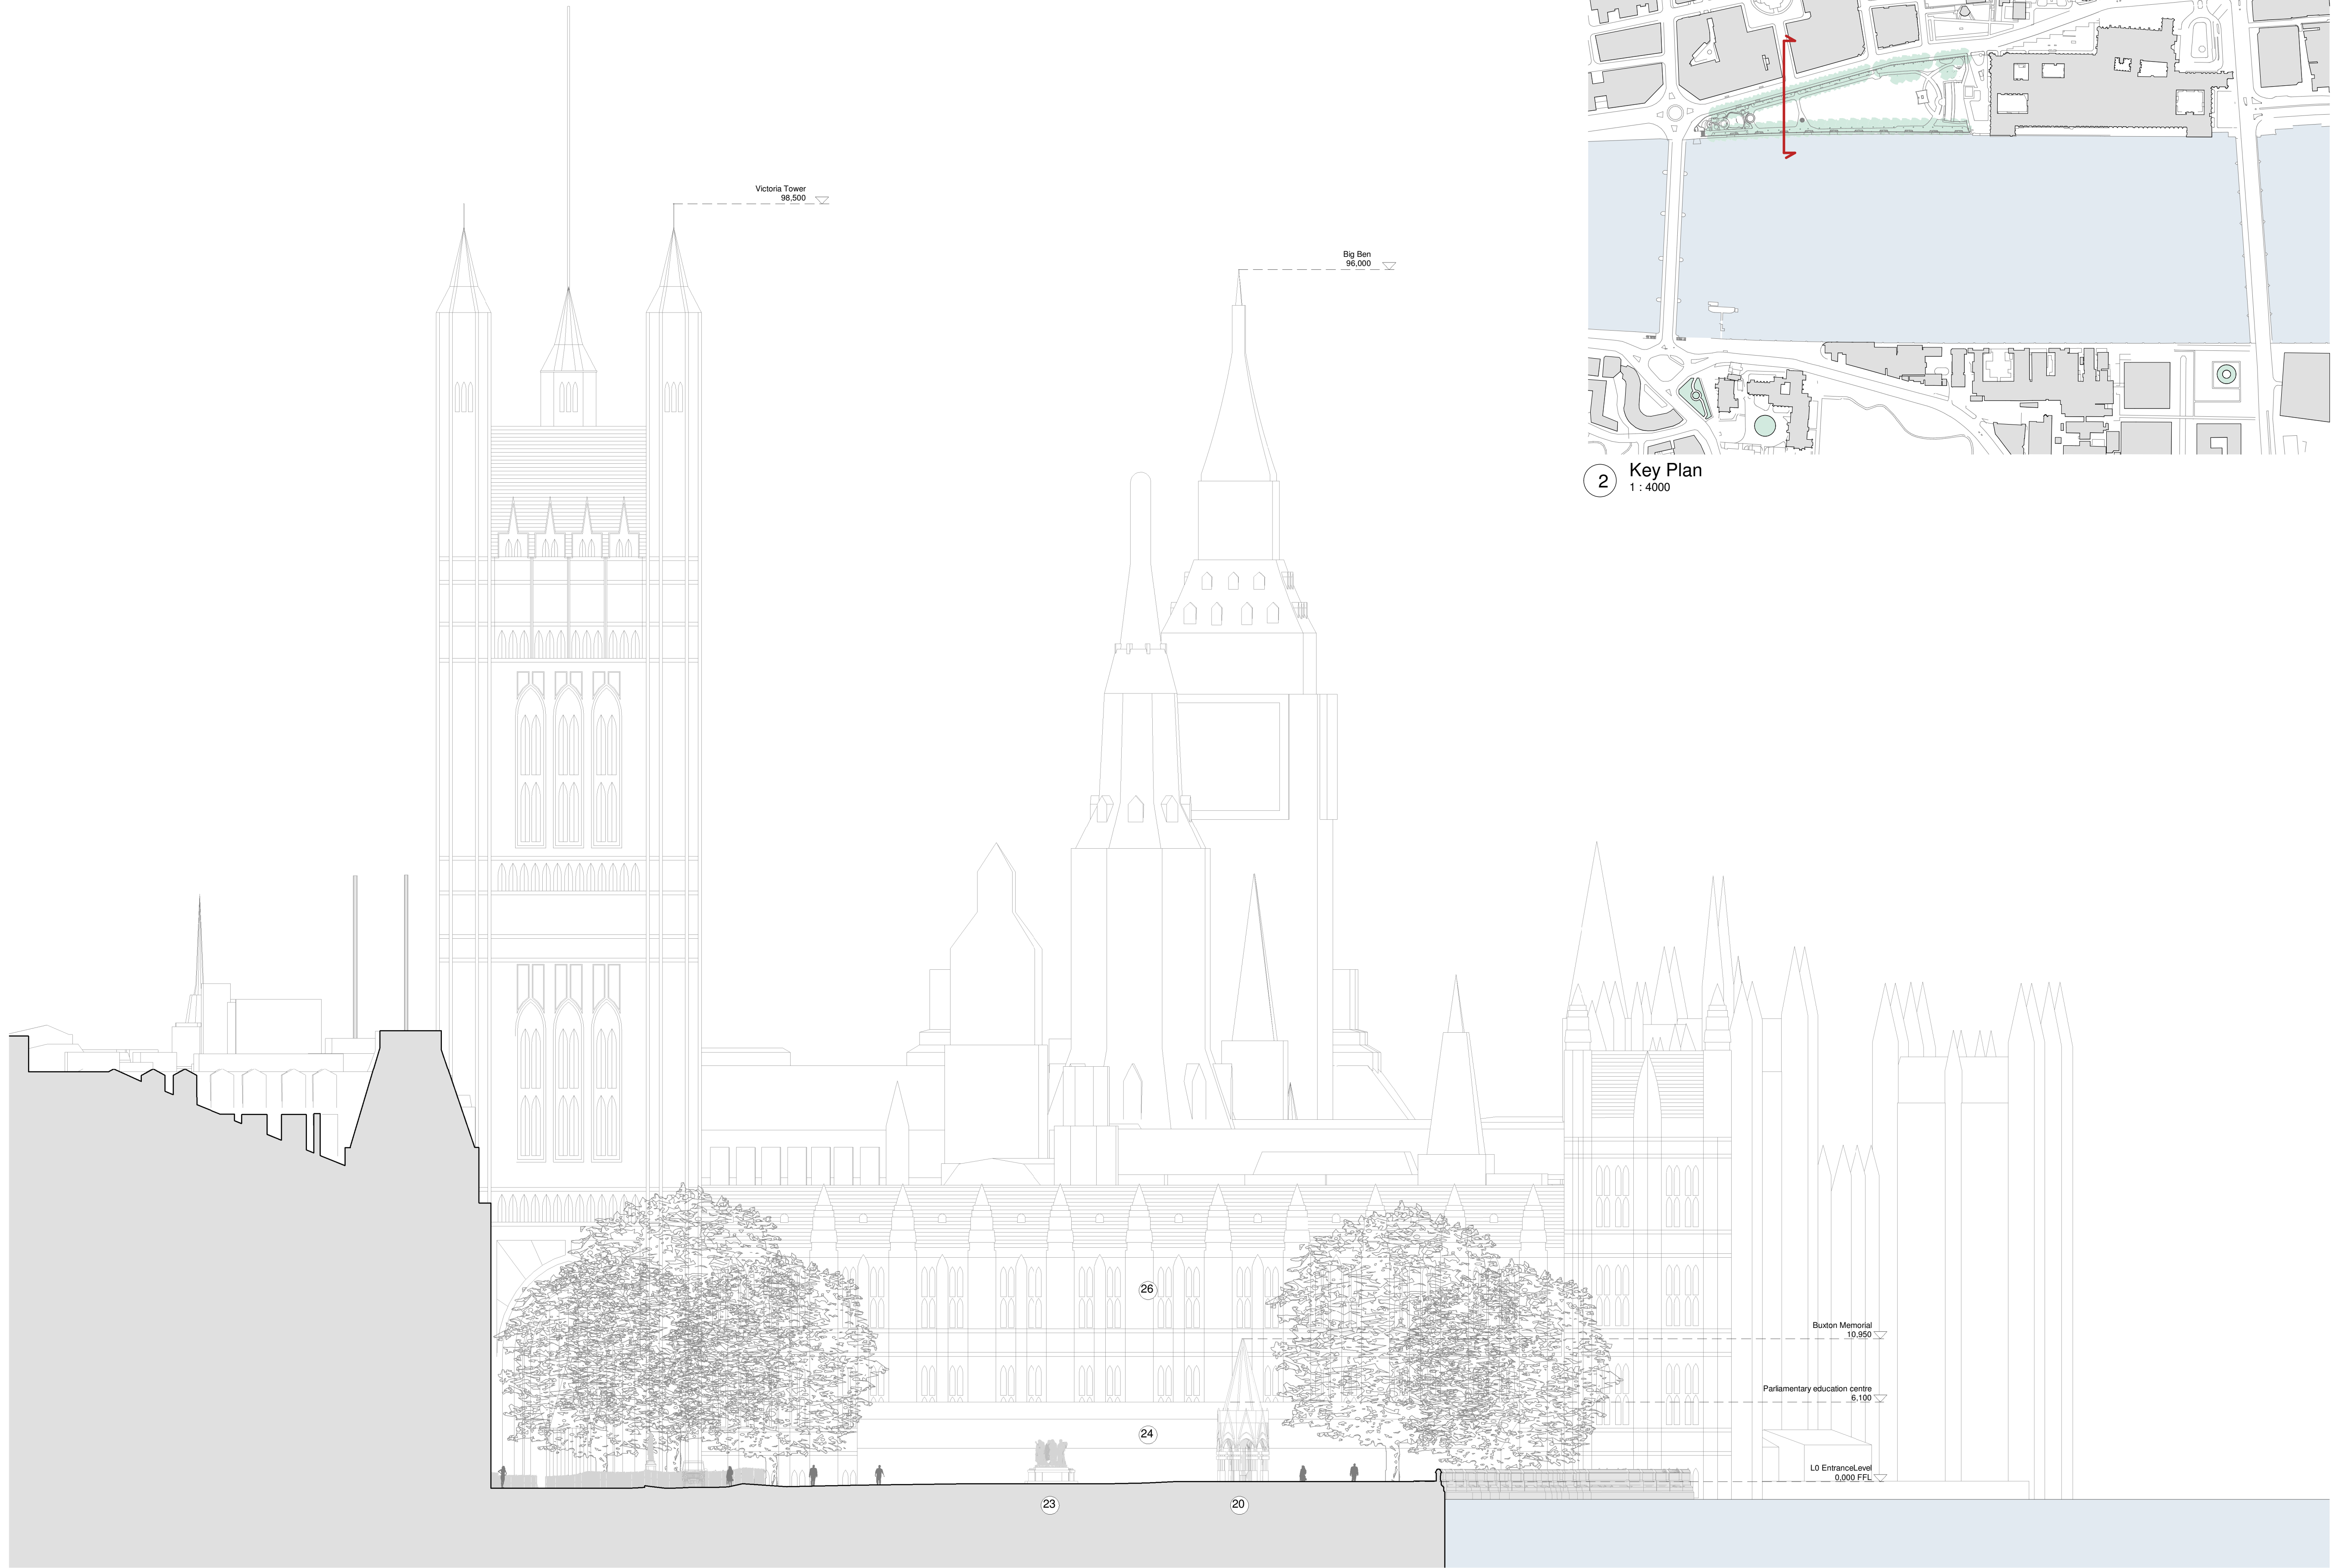 Victoria Tower
98,500
Big Ben
96,000
2
Key Plan
1 : 4000
26
Buxton Memorial
10,950
Parliamentary education centre
6,100
24
L0 EntranceLevel
0,000 FFL
23
20